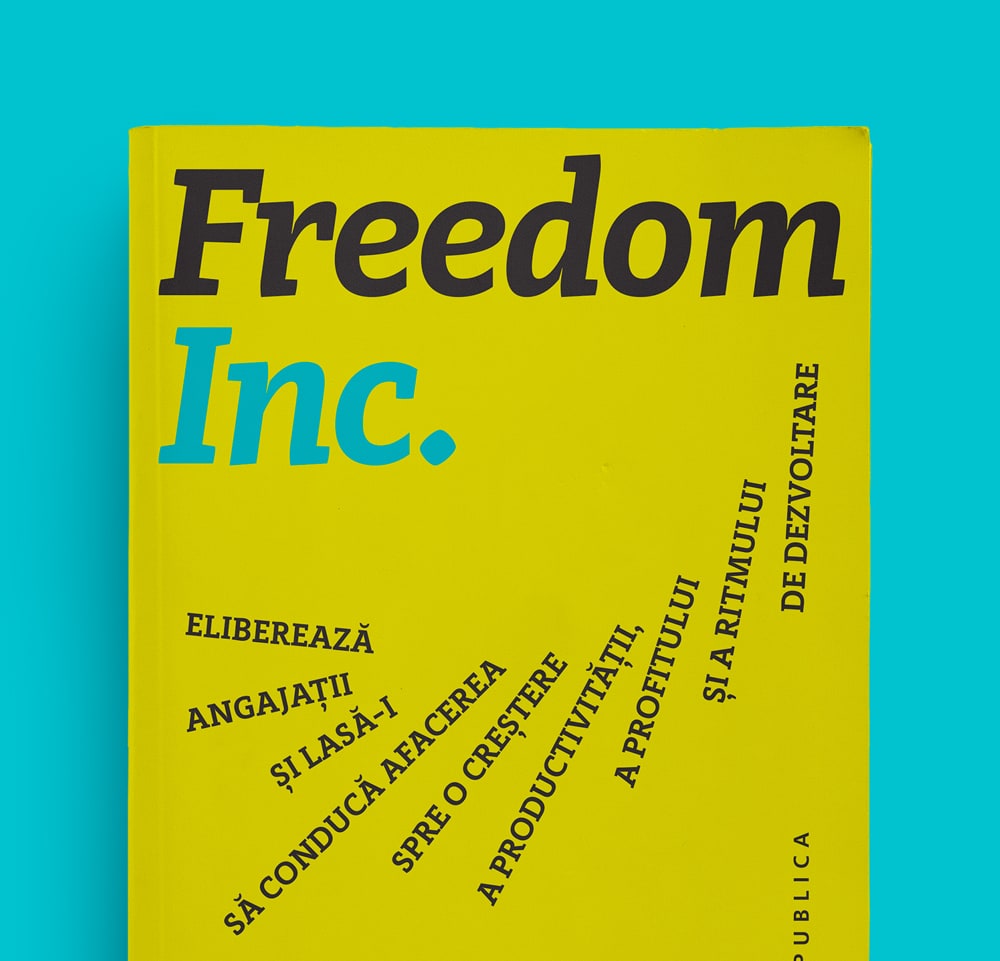 Freedom
Inc.
ELIBEREAZĂ
ANGAJAȚII
ȘI LASĂ-I
SĂ CONDUCĂ AFACEREA
SPRE O CREȘTERE
A PRODUCTIVITĂȚII,
A PROFITULUI
ȘI A RITMULUI
DE DEZVOLTARE
PUBLICA